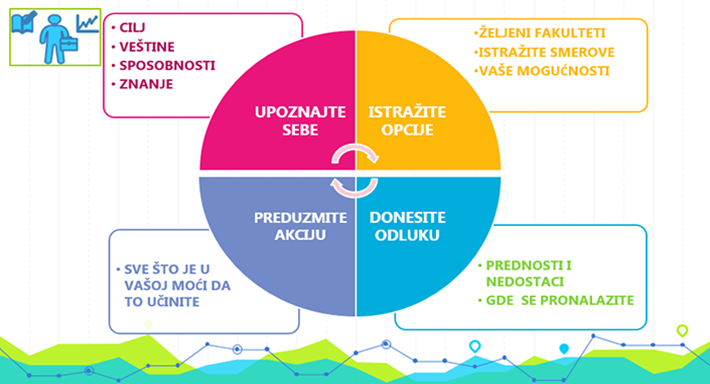 • CILJ
• VEŠTINE
• SPOSOBNOSTI
• ZNANJE
UPOZNAJTE
SEBE
•ŽELJENI FAKULTETI
•ISTRAŽITE SMEROVE
•VAŠE MOGUĆNOSTI
ISTRAŽITE
OPCIJE
PREDUZMITE
AKCIJU
• SVE ŠTO JE U
VAŠOJ MOĆI DA
TO UČINITE
DONESITE
ODLUKU
• PREDNOSTI I
NEDOSTACI
• GDE SE PRONALAZITE